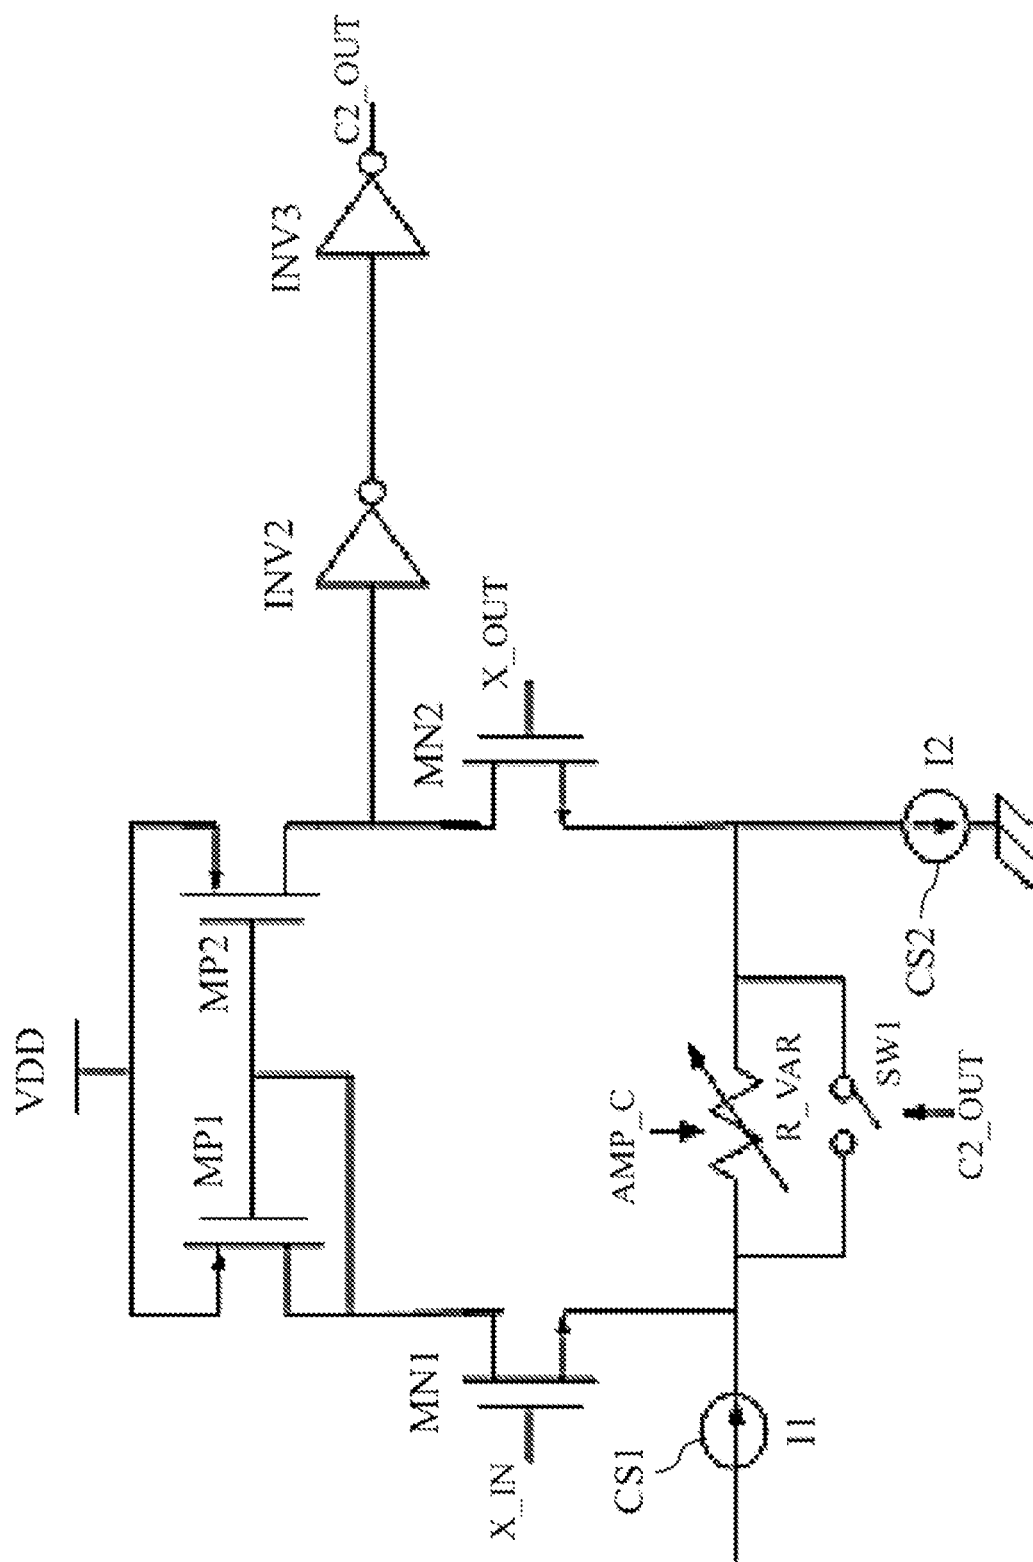 VDD
MP1
MP2
MN1
X_IN
MN2
X_OUT
INV2
INV3
C2_OUT
CS1
I1
AMP_C
R_VAR
SW1
C2_OUT
CS2
I2